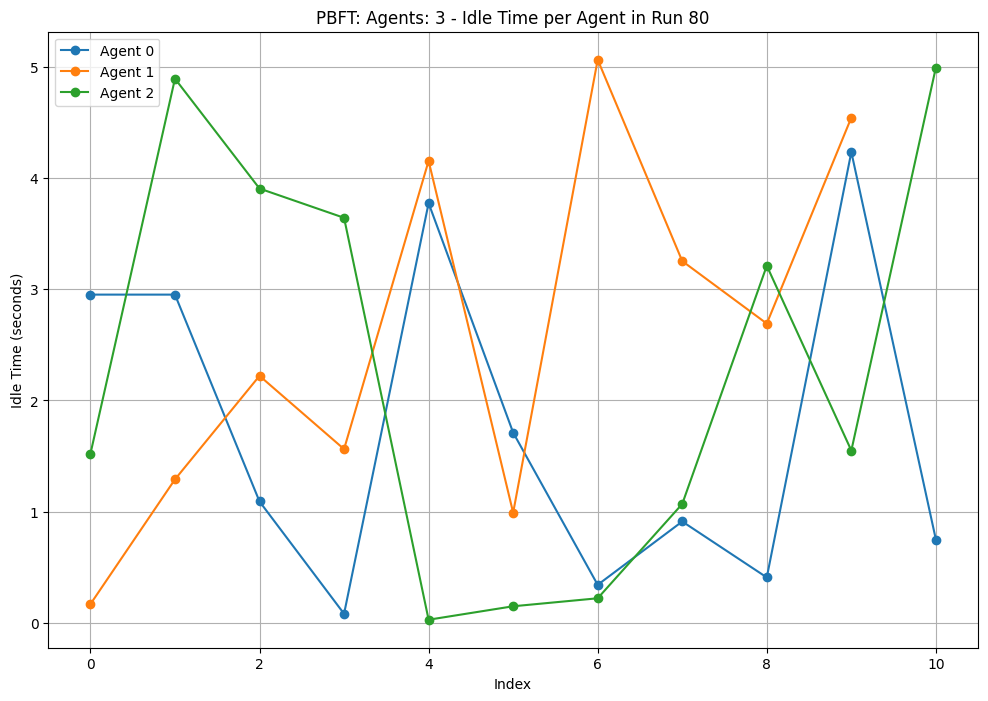 PBFT: Agents: 3 - Idle Time per Agent in Run 80
Agent 0
Agent 1
Agent 2
Idle Time (seconds)
5
4
3
2
1
0
0 2 4 6 8 10
Index